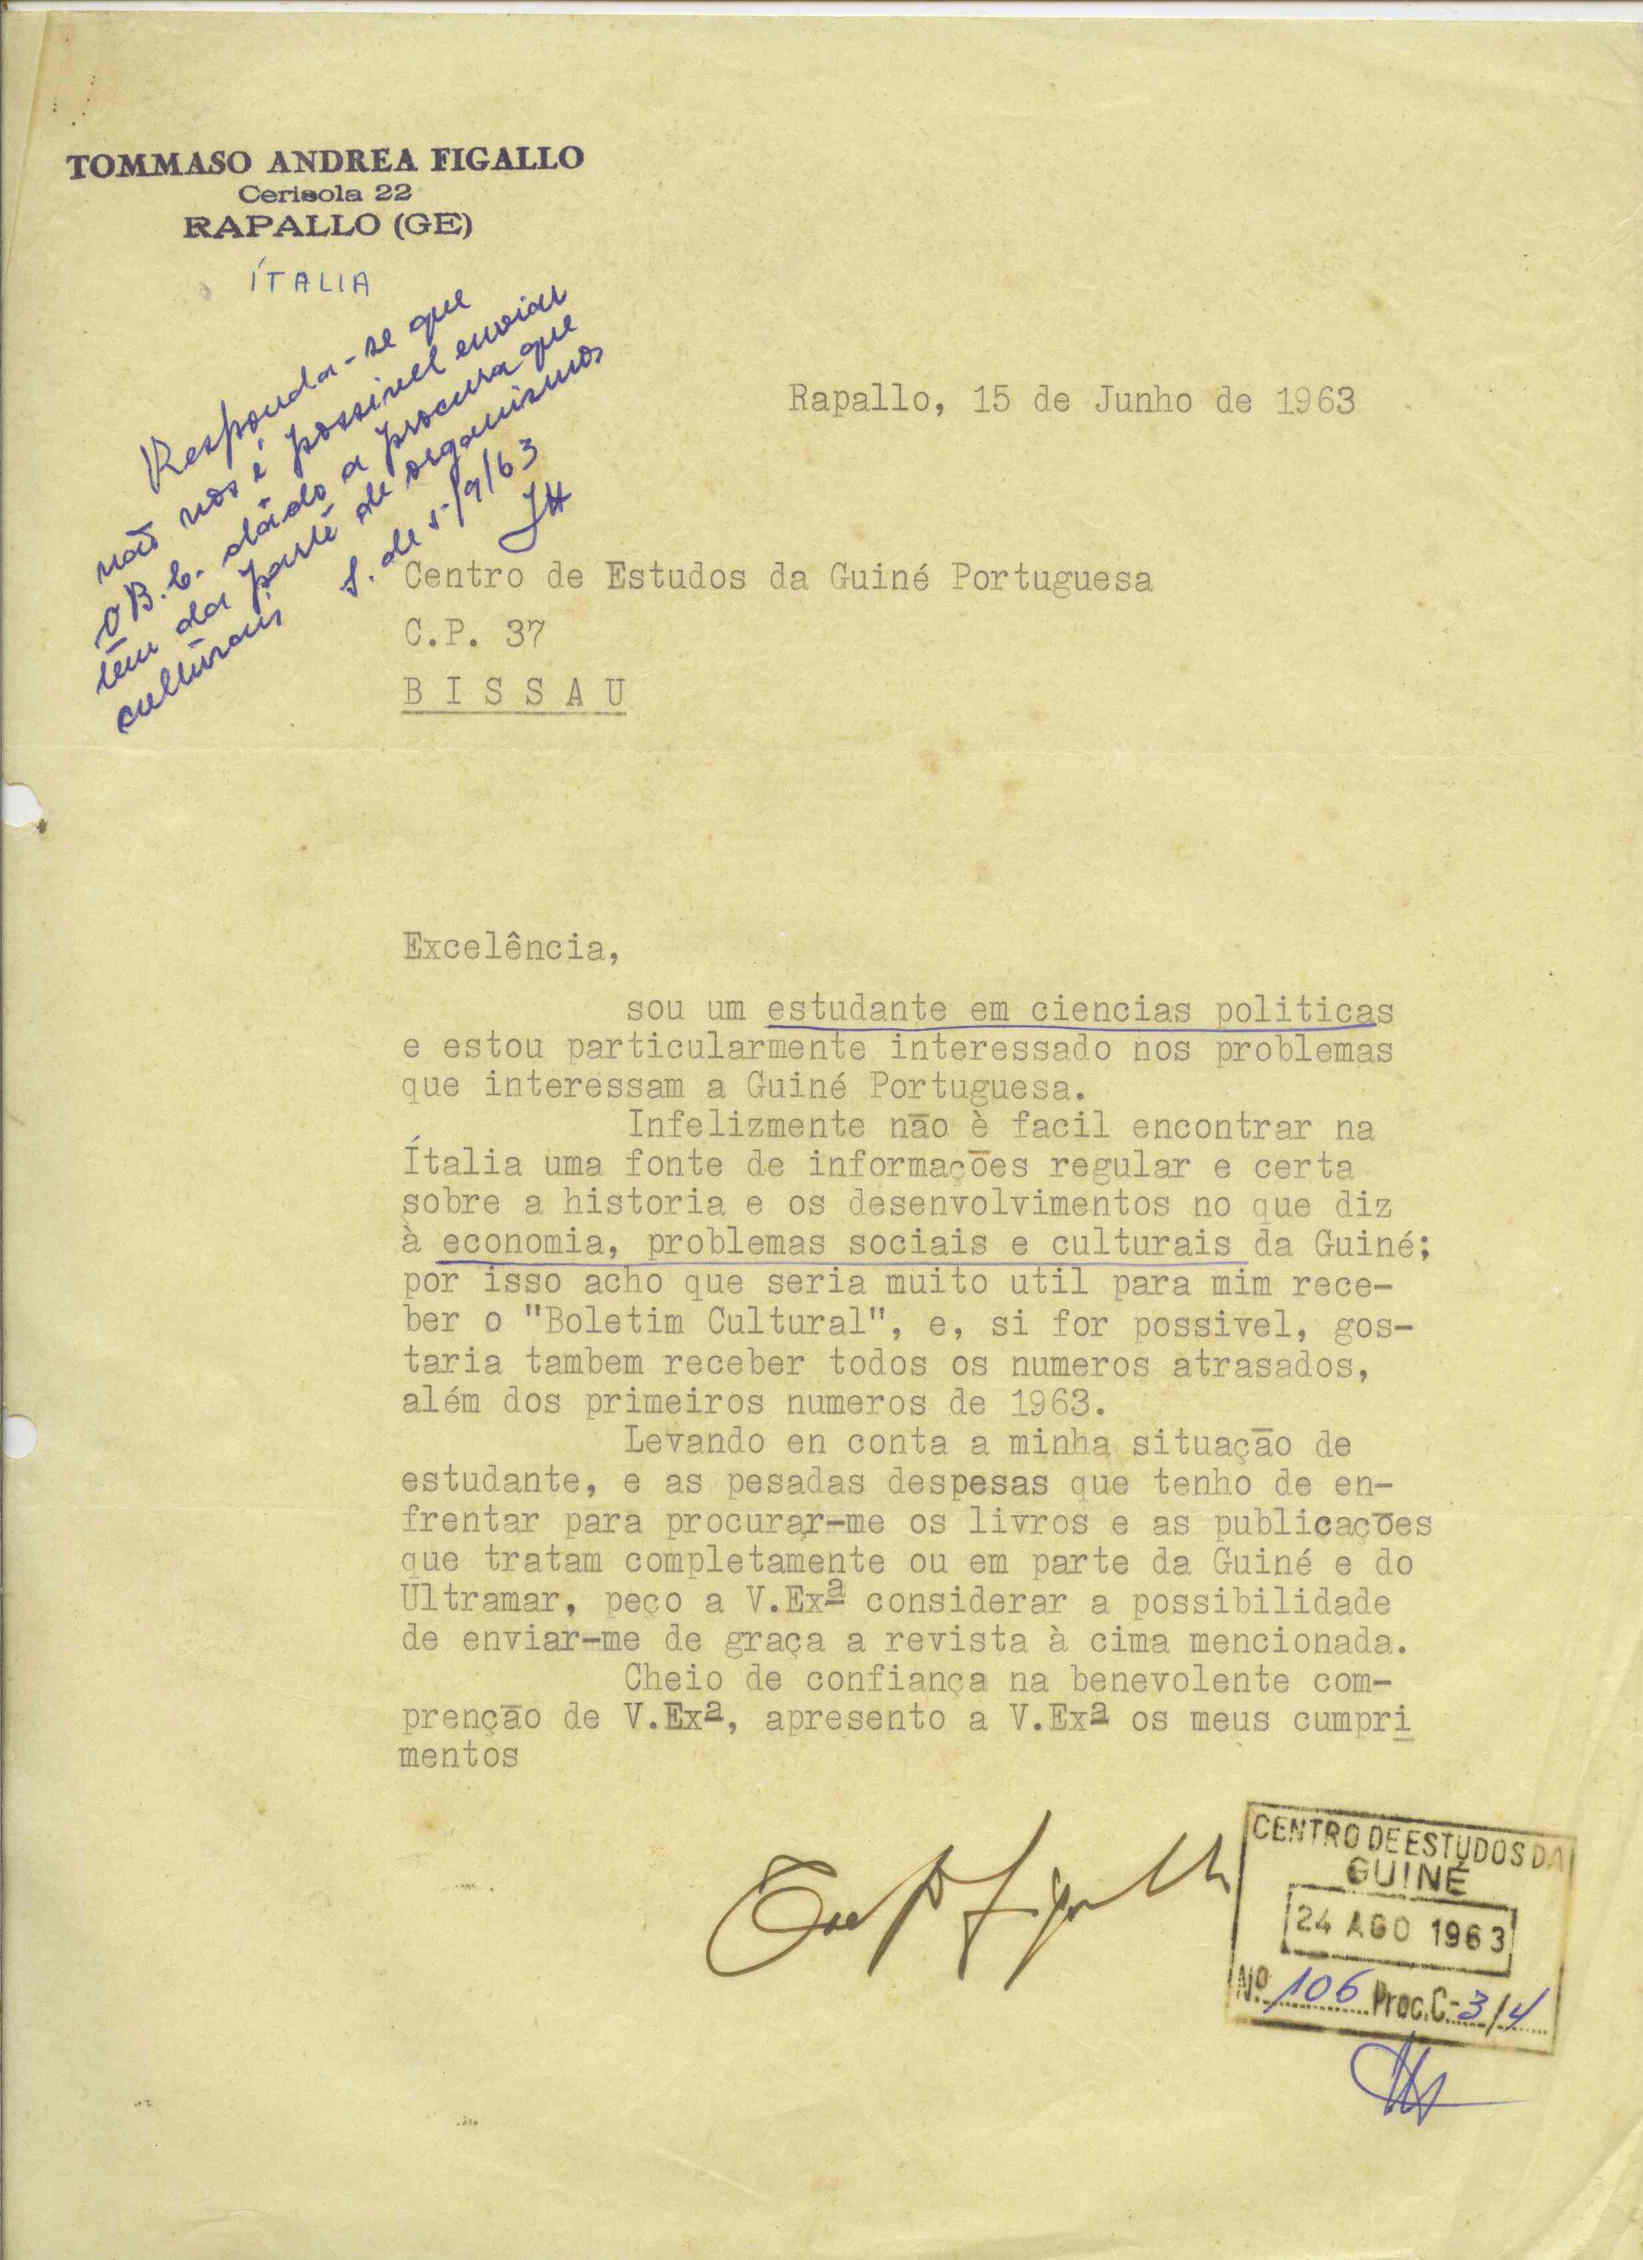 TOMMASO ANDREA FIGALLO
Cerisola 22
RAPALLO (GE)
ÍTALIA
Responda-se que
não nos é possivel enviar
o B.C. dado a procura que
têm da parte de organismos
culturais
S. de 5/9/63
Rapallo, 15 de Junho de 1963
Centro de Estudos da Guiné Portuguesa
C.P. 37
B I S S A U
Excelência,
sou um estudante em ciencias politicas
e estou particularmente interessado nos problemas
que interessam a Guiné Portuguesa.
Infelizmente não è facil encontrar na
Ítalia uma fonte de informações regular e certa
sobre a historia e os desenvolvimentos no que diz
à economia, problemas sociais e culturais da Guiné;
por isso acho que seria muito util para mim rece-
ber o "Boletim Cultural", e, si for possivel, gos-
taria tambem receber todos os numeros atrasados,
além dos primeiros numeros de 1963.
Levando en conta a minha situação de
estudante, e as pesadas despesas que tenho de en-
frentar para procurar-me os livros e as publicações
que tratam completamente ou em parte da Guiné e do
Ultramar, peço a V.Exª considerar a possibilidade
de enviar-me de graça a revista à cima mencionada.
Cheio de confiança na benevolente com-
prenção de V.Exª, apresento a V.Exª os meus cumpri
mentos
Figallo
CENTRO DE ESTUDOS DA
GUINÉ
24 AGO 1963
Nº 106 Proc. C-3/4